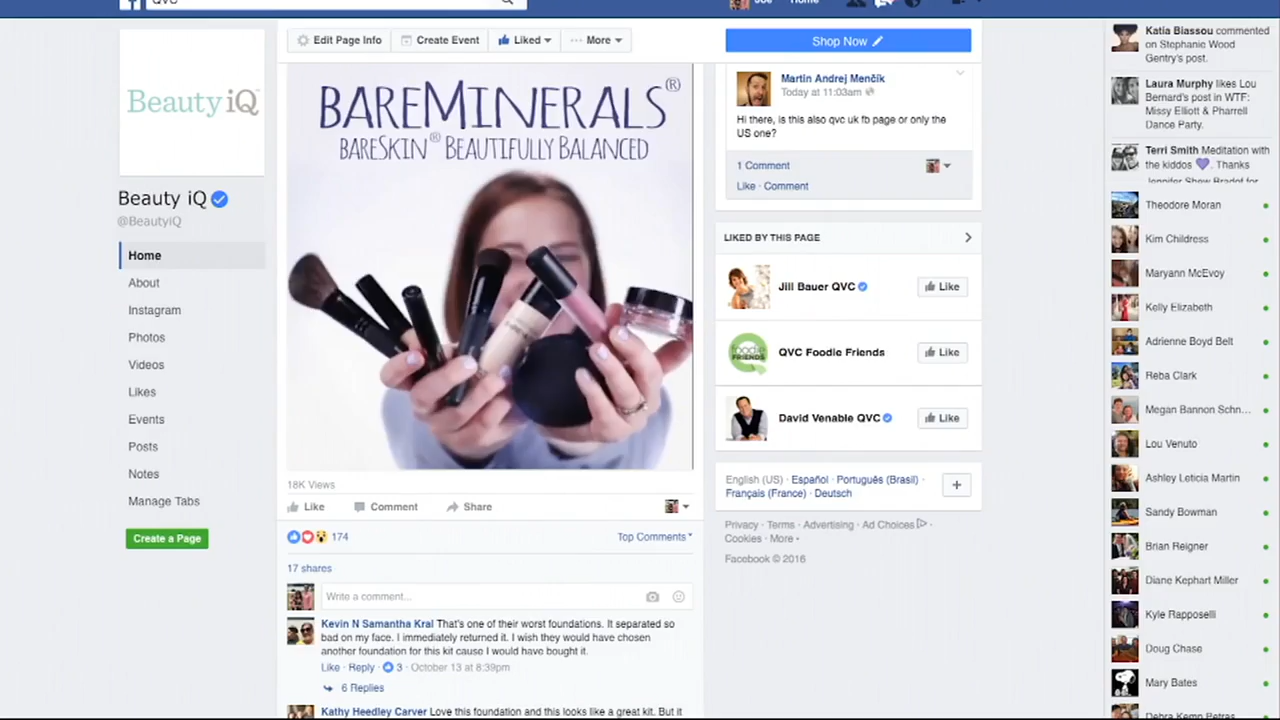 QVC
Joe
Home
Edit Page Info
Create Event
Liked
More
Shop Now
Beauty iQ
Beauty iQ
@BeautyiQ
Home
About
Instagram
Photos
Videos
Likes
Events
Posts
Notes
Manage Tabs
Create a Page
BAREMINERALS®
BARESKIN® BEAUTIFULLY BALANCED
18K Views
Like
Comment
Share
174
Top Comments
17 shares
Write a comment...
Kevin N Samantha Kral That's one of their worst foundations. It separated so
bad on my face. I immediately returned it. I wish they would have chosen
another foundation for this kit cause I would have bought it.
Like · Reply · 3 · October 13 at 8:39pm
6 Replies
Kathy Heedley Carver Love this foundation and this looks like a great kit. But it
Martin Andrej Menčík
Today at 11:03am
Hi there, is this also qvc uk fb page or only the
US one?
1 Comment
Like · Comment
LIKED BY THIS PAGE
Jill Bauer QVC
Like
foodie
FRIENDS
QVC Foodie Friends
Like
David Venable QVC
Like
English (US) · Español · Português (Brasil) ·
Français (France) · Deutsch
Privacy · Terms · Advertising · Ad Choices ·
Cookies · More
Facebook © 2016
Katia Biassou commented
on Stephanie Wood
Gentry's post.
Laura Murphy likes Lou
Bernard's post in WTF:
Missy Elliott & Pharrell
Dance Party.
Terri Smith Meditation with
the kiddos 💜. Thanks
Theodore Moran
Kim Childress
Maryann McEvoy
Kelly Elizabeth
Adrienne Boyd Belt
Reba Clark
Megan Bannon Schn...
Lou Venuto
Ashley Leticia Martin
Sandy Bowman
Brian Reigner
Diane Kephart Miller
Kyle Rapposelli
Doug Chase
Mary Bates
Debra Kemp Petras